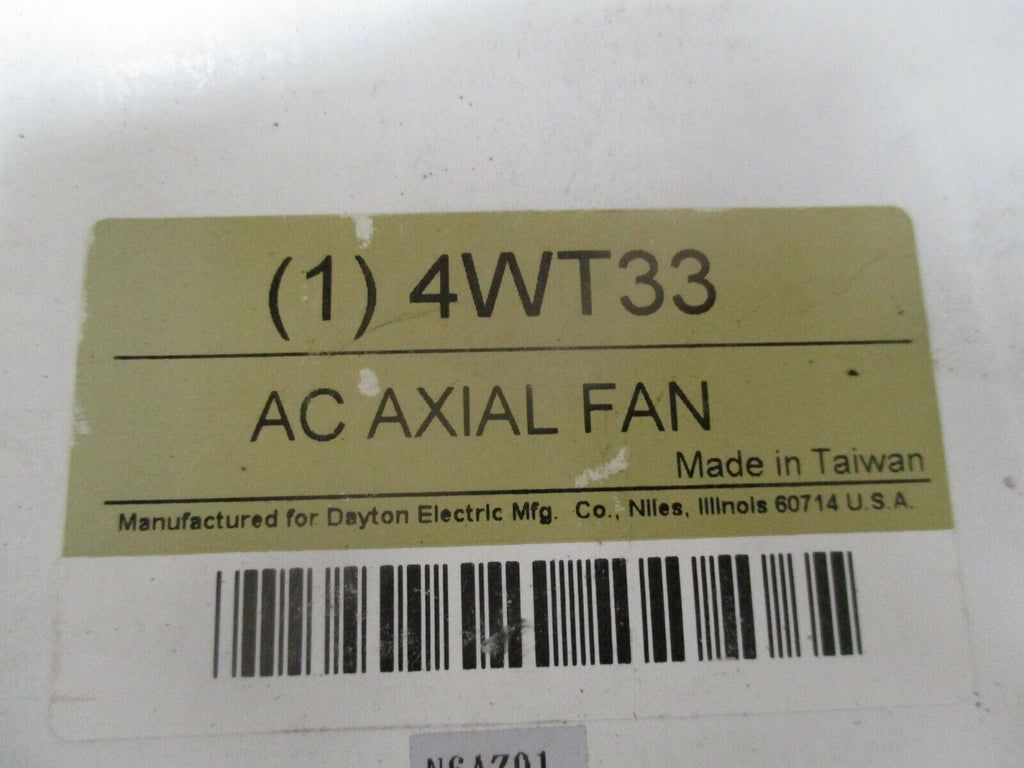 (1) 4WT33
AC AXIAL FAN
Made in Taiwan
Manufactured for Dayton Electric Mfg. Co., Niles, Illinois 60714 U.S.A.